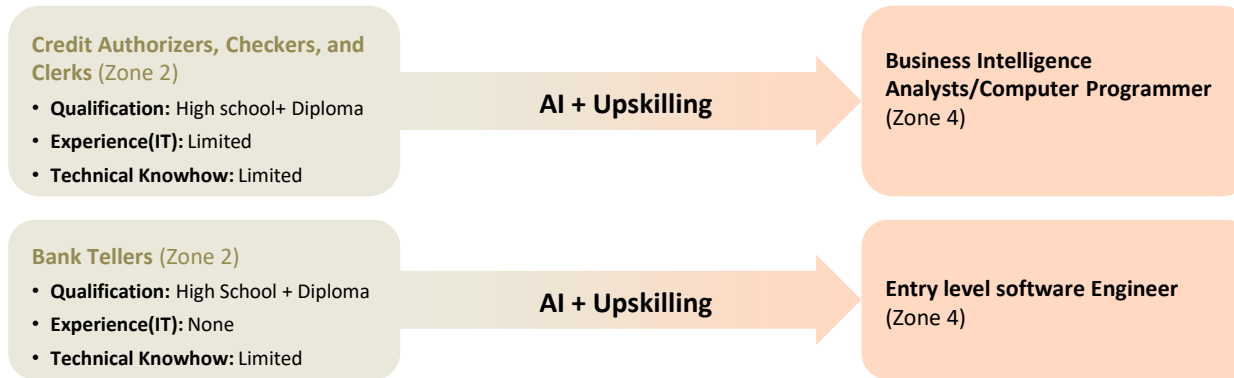 Credit Authorizers, Checkers, and
Clerks (Zone 2)
• Qualification: High school+ Diploma
• Experience(IT): Limited
• Technical Knowhow: Limited
AI + Upskilling
Business Intelligence
Analysts/Computer Programmer
(Zone 4)
Bank Tellers (Zone 2)
• Qualification: High School + Diploma
• Experience(IT): None
• Technical Knowhow: Limited
AI + Upskilling
Entry level software Engineer
(Zone 4)